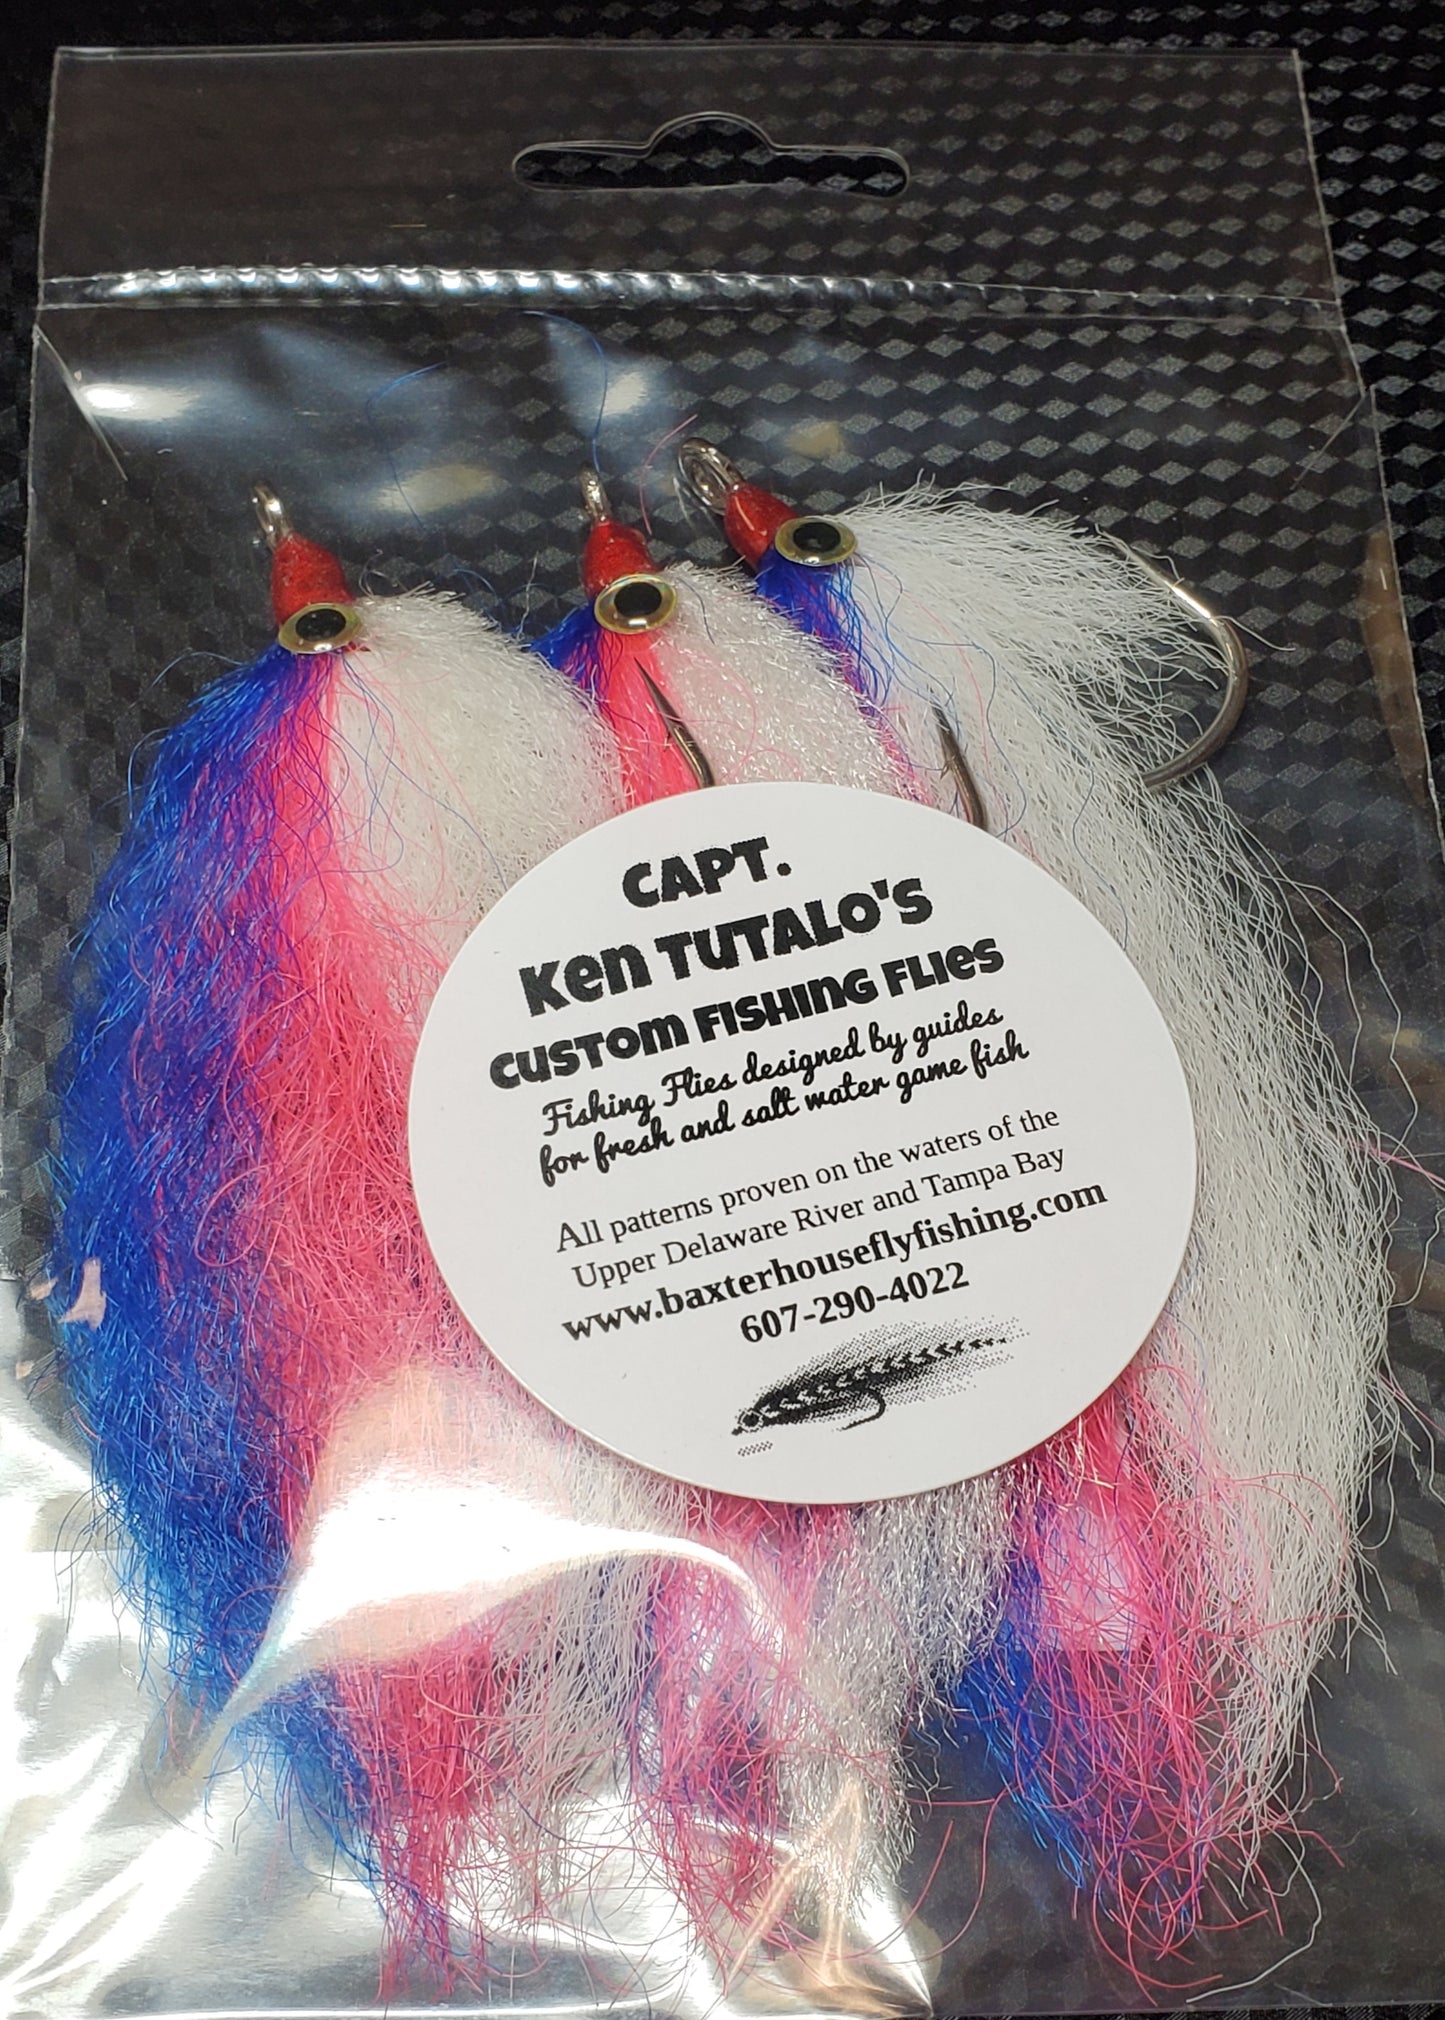 CAPT.
Ken TUTALO'S
CUSTOM FISHING FLIES
Fishing Flies designed by guides
for fresh and salt water game fish
All patterns proven on the waters of the
Upper Delaware River and Tampa Bay
www.baxterhouseflyfishing.com
607-290-4022